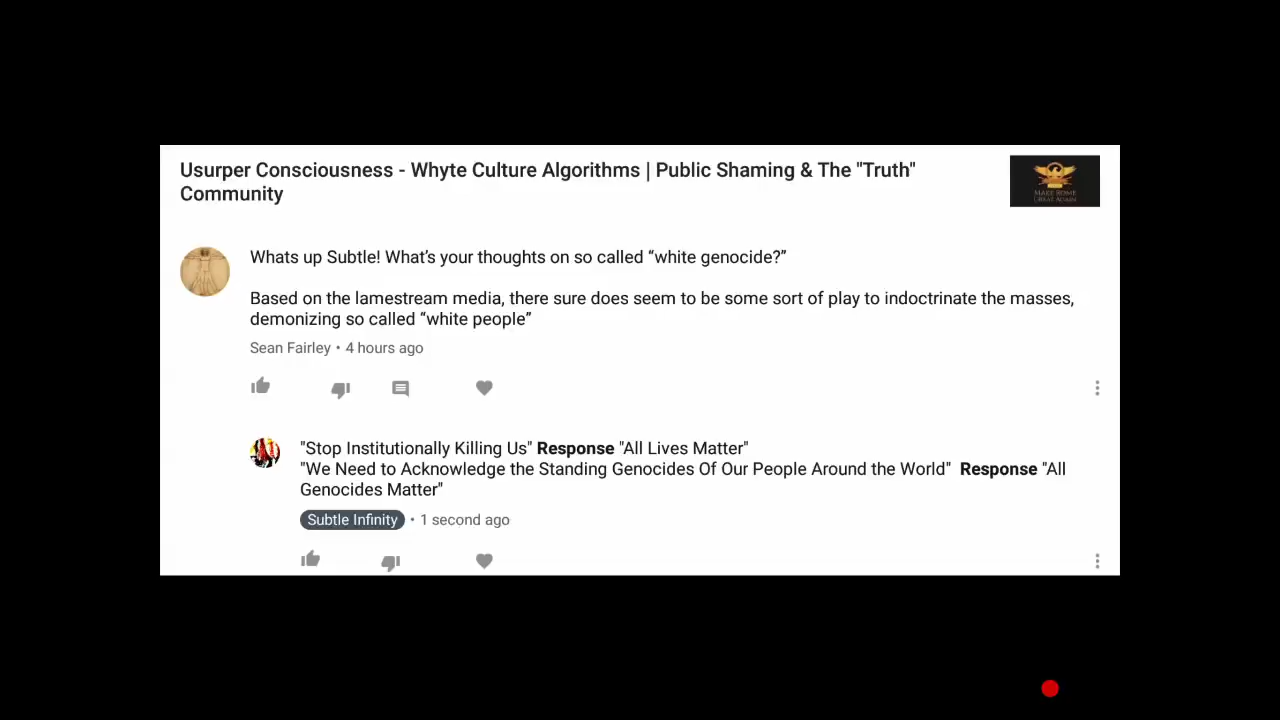 Usurper Consciousness - Whyte Culture Algorithms | Public Shaming & The "Truth"
Community
MAKE ROME
GREAT AGAIN
Whats up Subtle! What's your thoughts on so called “white genocide?”
Based on the lamestream media, there sure does seem to be some sort of play to indoctrinate the masses,
demonizing so called “white people”
Sean Fairley • 4 hours ago
"Stop Institutionally Killing Us" Response "All Lives Matter"
"We Need to Acknowledge the Standing Genocides Of Our People Around the World" Response "All
Genocides Matter"
Subtle Infinity • 1 second ago